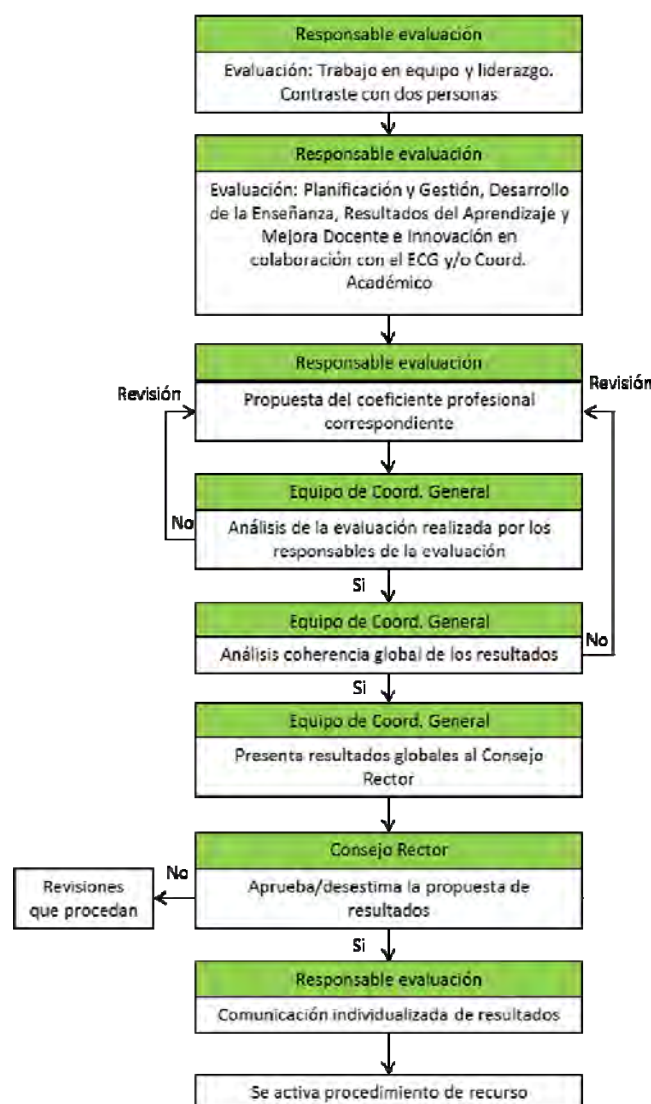 Responsable evaluación
Evaluación: Trabajo en equipo y liderazgo.
Contraste con dos personas
Responsable evaluación
Evaluación: Planificación y Gestión, Desarrollo
de la Enseñanza, Resultados del Aprizaje y
Mejora Docente e Innovación en
colaboración con el ECG y/o Coord.
Académico
Responsable evaluación
Revisión
Revisión
Propuesta del coeficiente profesional
correspondiente
Equipo de Coord. General
No
Análisis de la evaluación realizada por los
responsables de la evaluación
Si
Equipo de Coord. General
Análisis coherencia global de los resultados
No
Si
Equipo de Coord. General
Presenta resultados globales al Consejo
Rector
Consejo Rector
No
Revisiones
que procedan
Aprueba/desestima la propuesta de
resultados
Si
Responsable evaluación
Comunicación individualizada de resultados
Se activa procedimiento de recurso